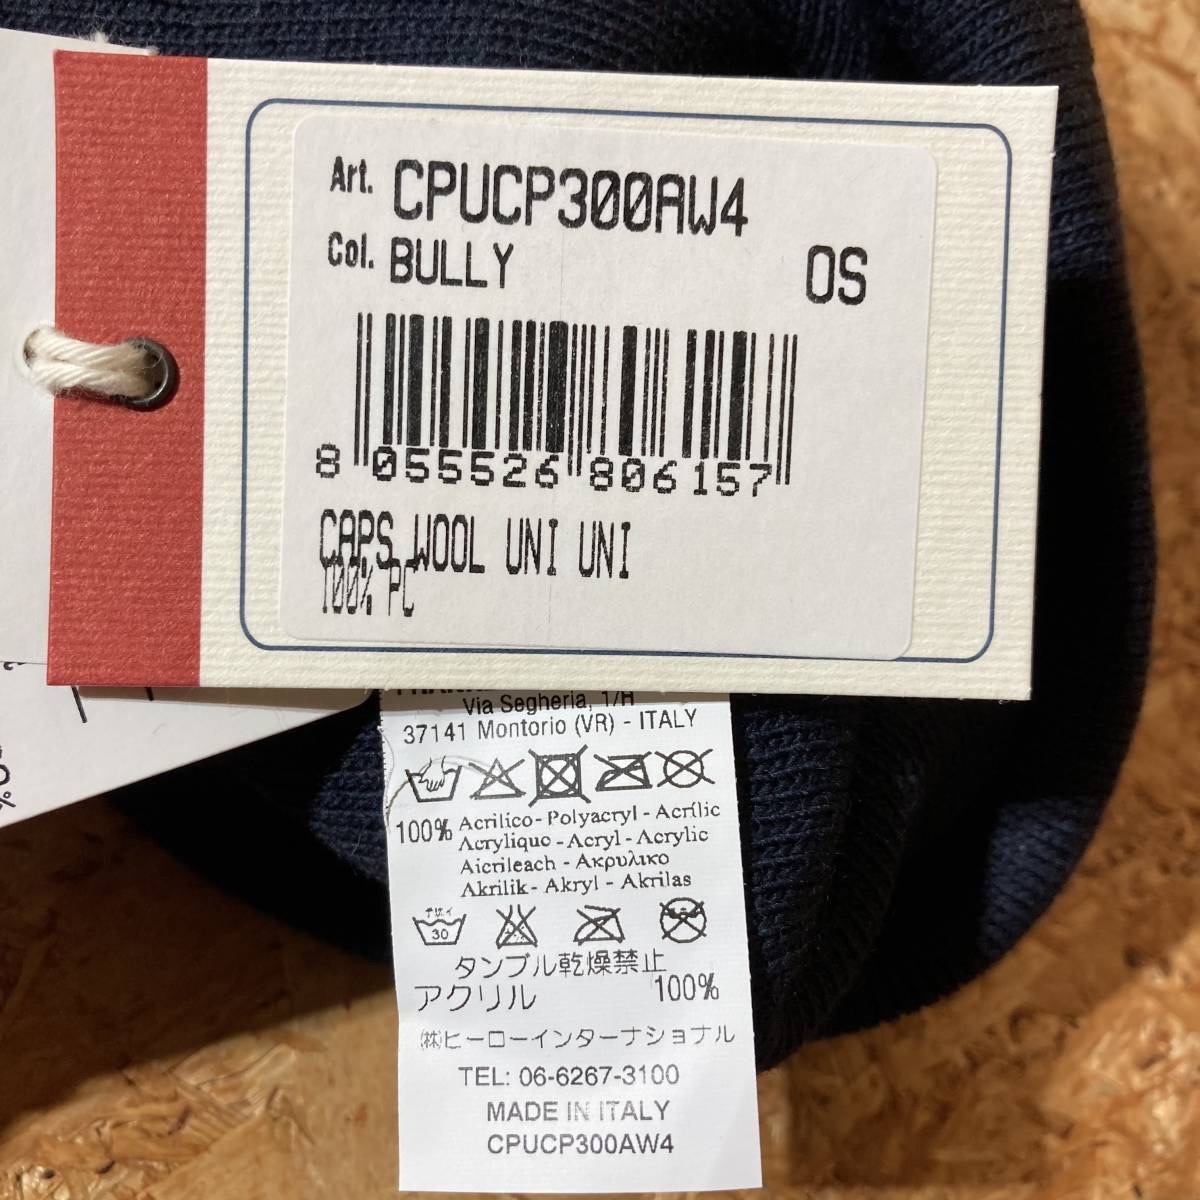 Art. CPUCP300AW4
Col. BULLY
OS
8 055526 806157
CAPS WOOL UNI UNI
100% PC
Via Segheria, 1/H
37141 Montorio (VR) - ITALY
100% Acrilico - Polyacryl - Acrílic
Acrylique - Acryl - Acrylic
Aicrileach - Ακρυλικο
Akrilik - Akryl - Akrilas
30
タンブル乾燥禁止
アクリル 100%
㈱ヒーローインターナショナル
TEL: 06-6267-3100
MADE IN ITALY
CPUCP300AW4